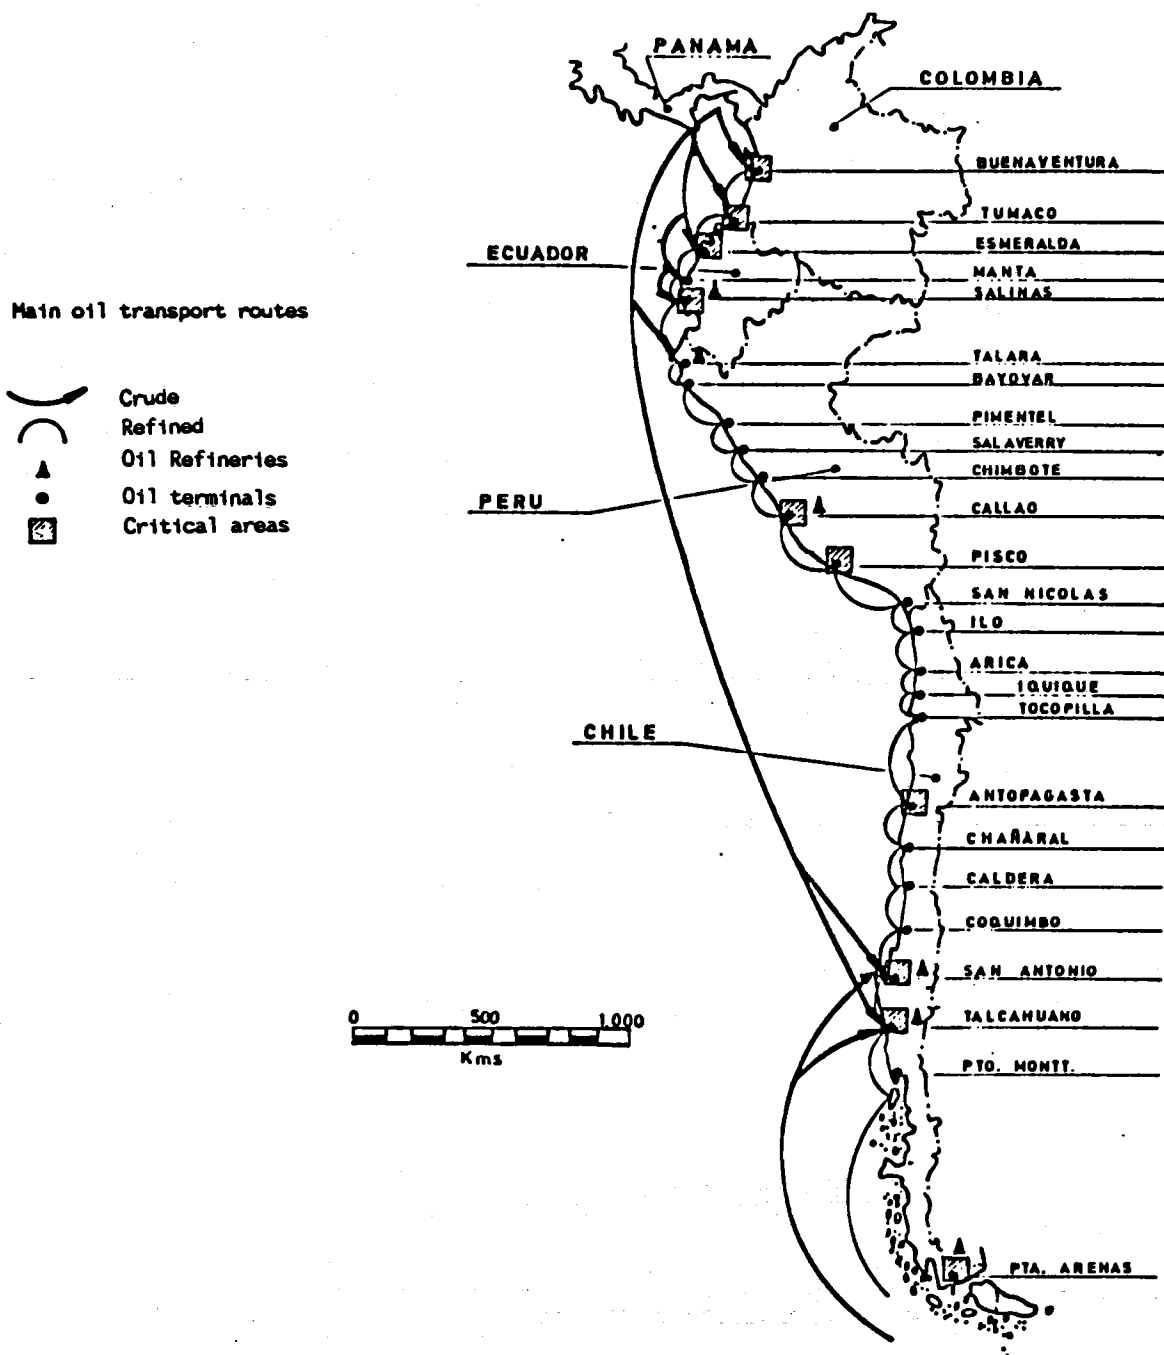 PANAMA
COLOMBIA
BUENAVENTURA
TUMACO
ESMERALDA
ECUADOR
MANTA
SALINAS
Main oil transport routes
TALARA
BAYOVAR
Crude
Refined
Oil Refineries
Oil terminals
Critical areas
PIMENTEL
SALAVERRY
CHIMBOTE
PERU
CALLAO
PISCO
SAN NICOLAS
ILO
ARICA
IQUIQUE
TOCOPILLA
CHILE
ANTOPAGASTA
CHAÑARAL
CALDERA
COQUIMBO
SAN ANTONIO
0 500 1.000
Kms
TALCAHUANO
PTO. MONTT.
PTA. ARENAS